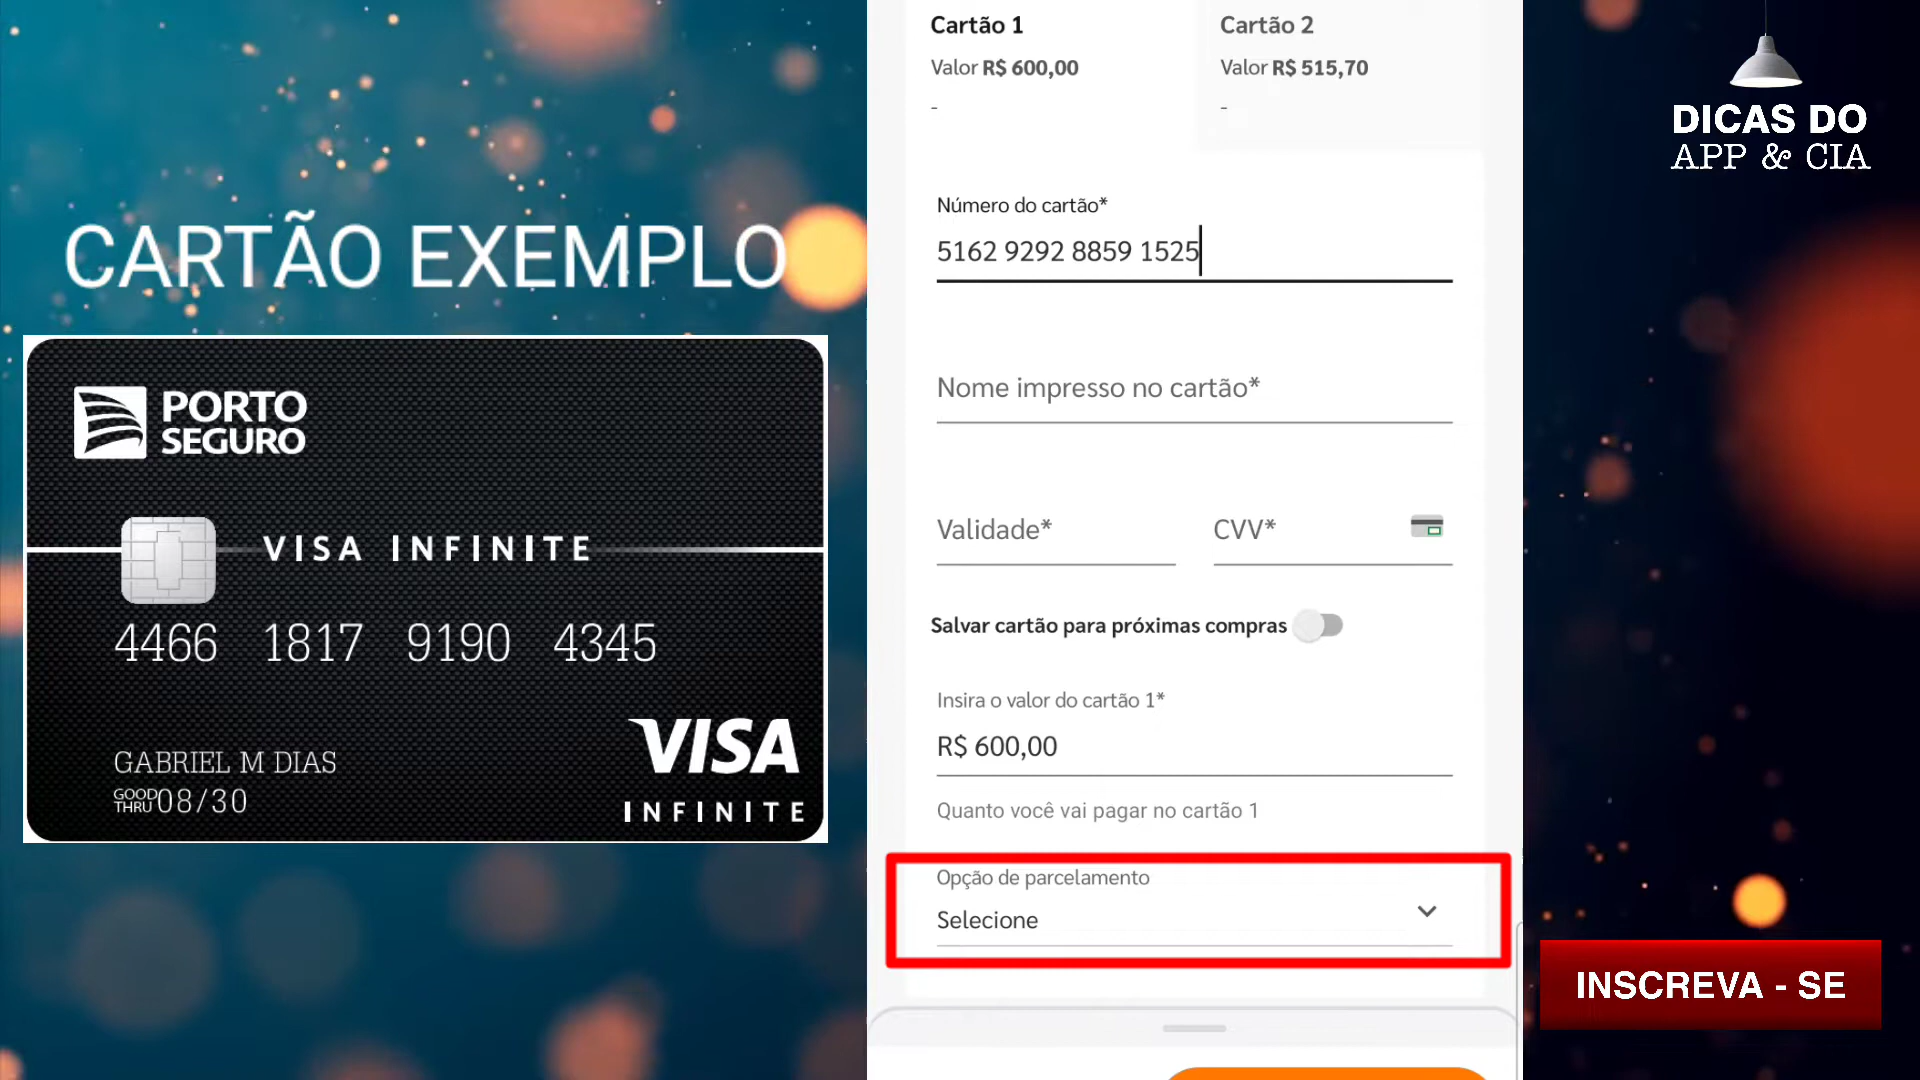 CARTÃO EXEMPLO
PORTO
SEGURO
VISA INFINITE
4466 1817 9190 4345
GABRIEL M DIAS
GOOD
THRU 08/30
VISA
INFINITE
Cartão 1
Valor R$ 600,00
-
Cartão 2
Valor R$ 515,70
-
Número do cartão*
5162 9292 8859 1525
Nome impresso no cartão*
Validade*
CVV*
Salvar cartão para próximas compras
Insira o valor do cartão 1*
R$ 600,00
Quanto você vai pagar no cartão 1
Opção de parcelamento
Selecione
DICAS DO
APP & CIA
INSCREVA - SE